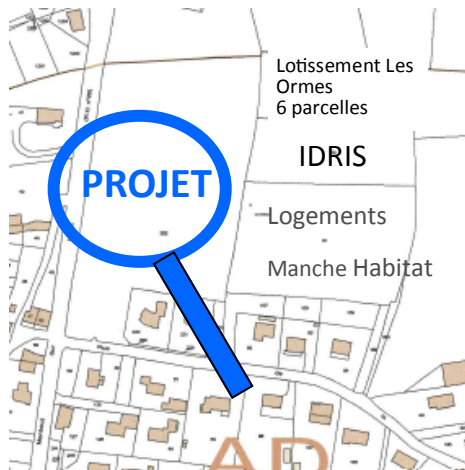 Lotissement Les
Ormes
6 parcelles
IDRIS
PROJET
Logements
Manche Habitat
AD